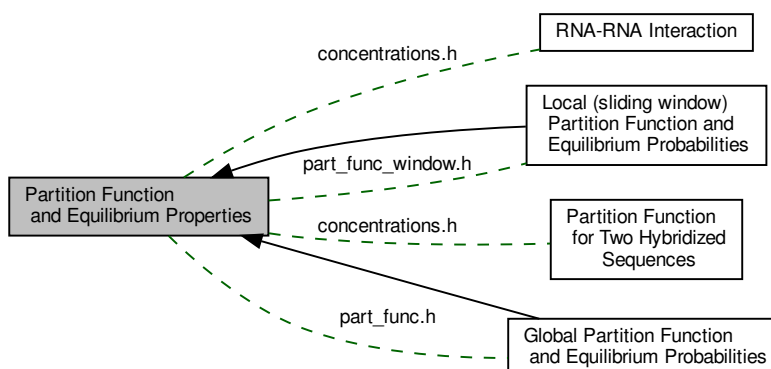 RNA-RNA Interaction
concentrations.h
Local (sliding window)
Partition Function and
Equilibrium Probabilities
part_func_window.h
Partition Function
and Equilibrium Properties
concentrations.h
Partition Function
for Two Hybridized
Sequences
part_func.h
Global Partition Function
and Equilibrium Probabilities